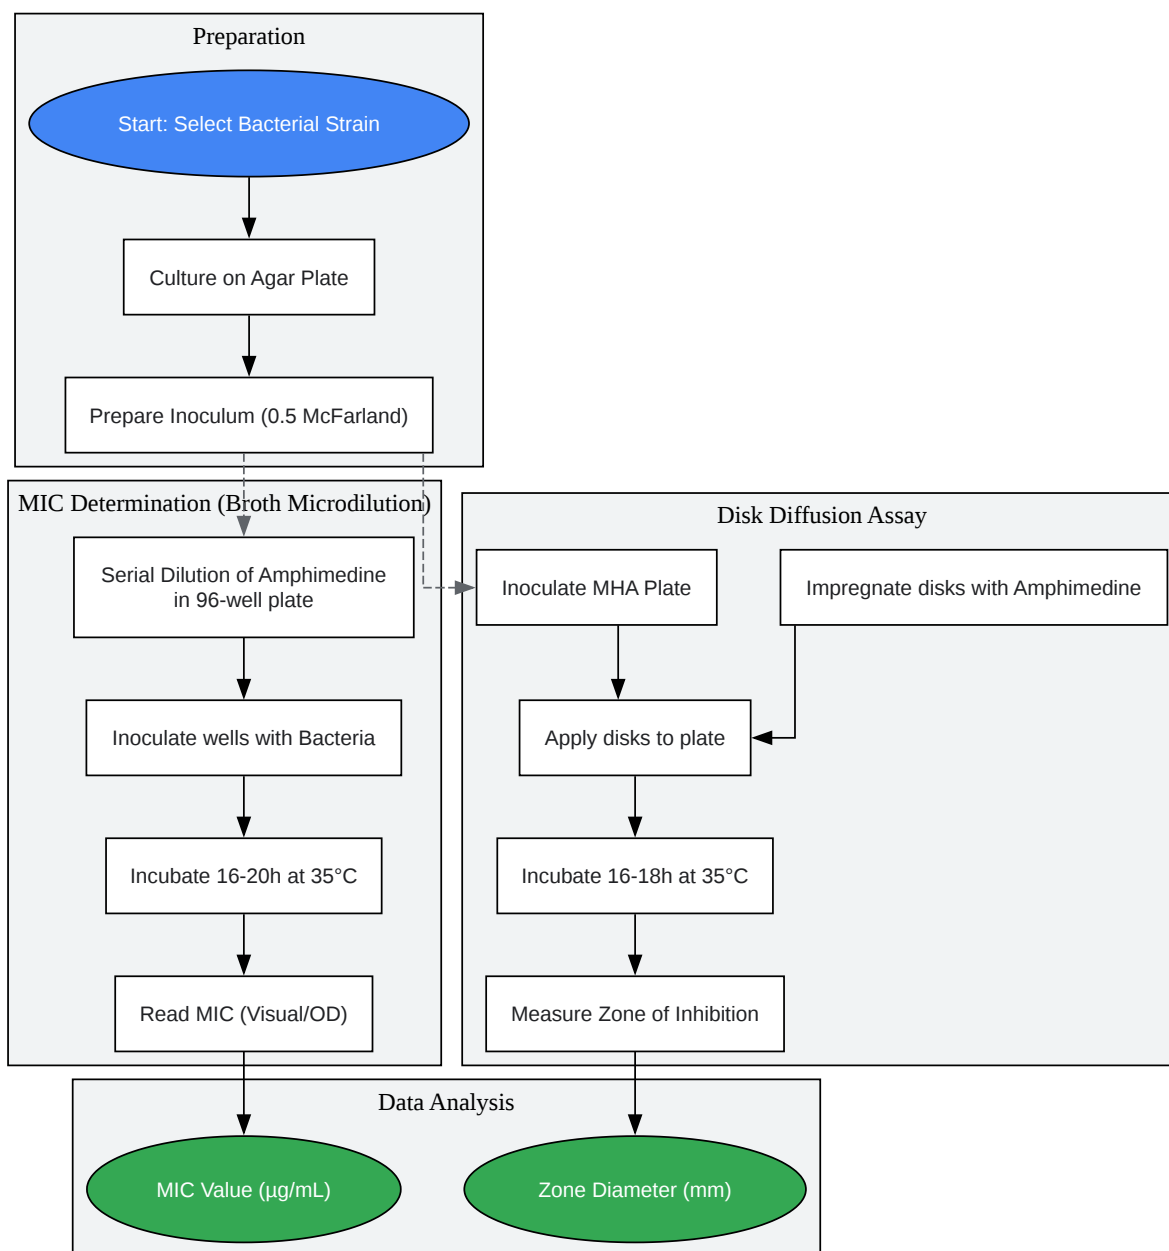 Preparation
Start: Select Bacterial Strain
Culture on Agar Plate
Prepare Inoculum (0.5 McFarland)
MIC Determination (Broth Microdilution)
Serial Dilution of Amphimedine
in 96-well plate
Inoculate wells with Bacteria
Incubate 16-20h at 35°C
Read MIC (Visual/OD)
Disk Diffusion Assay
Inoculate MHA Plate
Impregnate disks with Amphimedine
Apply disks to plate
Incubate 16-18h at 35°C
Measure Zone of Inhibition
Data Analysis
MIC Value (µg/mL)
Zone Diameter (mm)